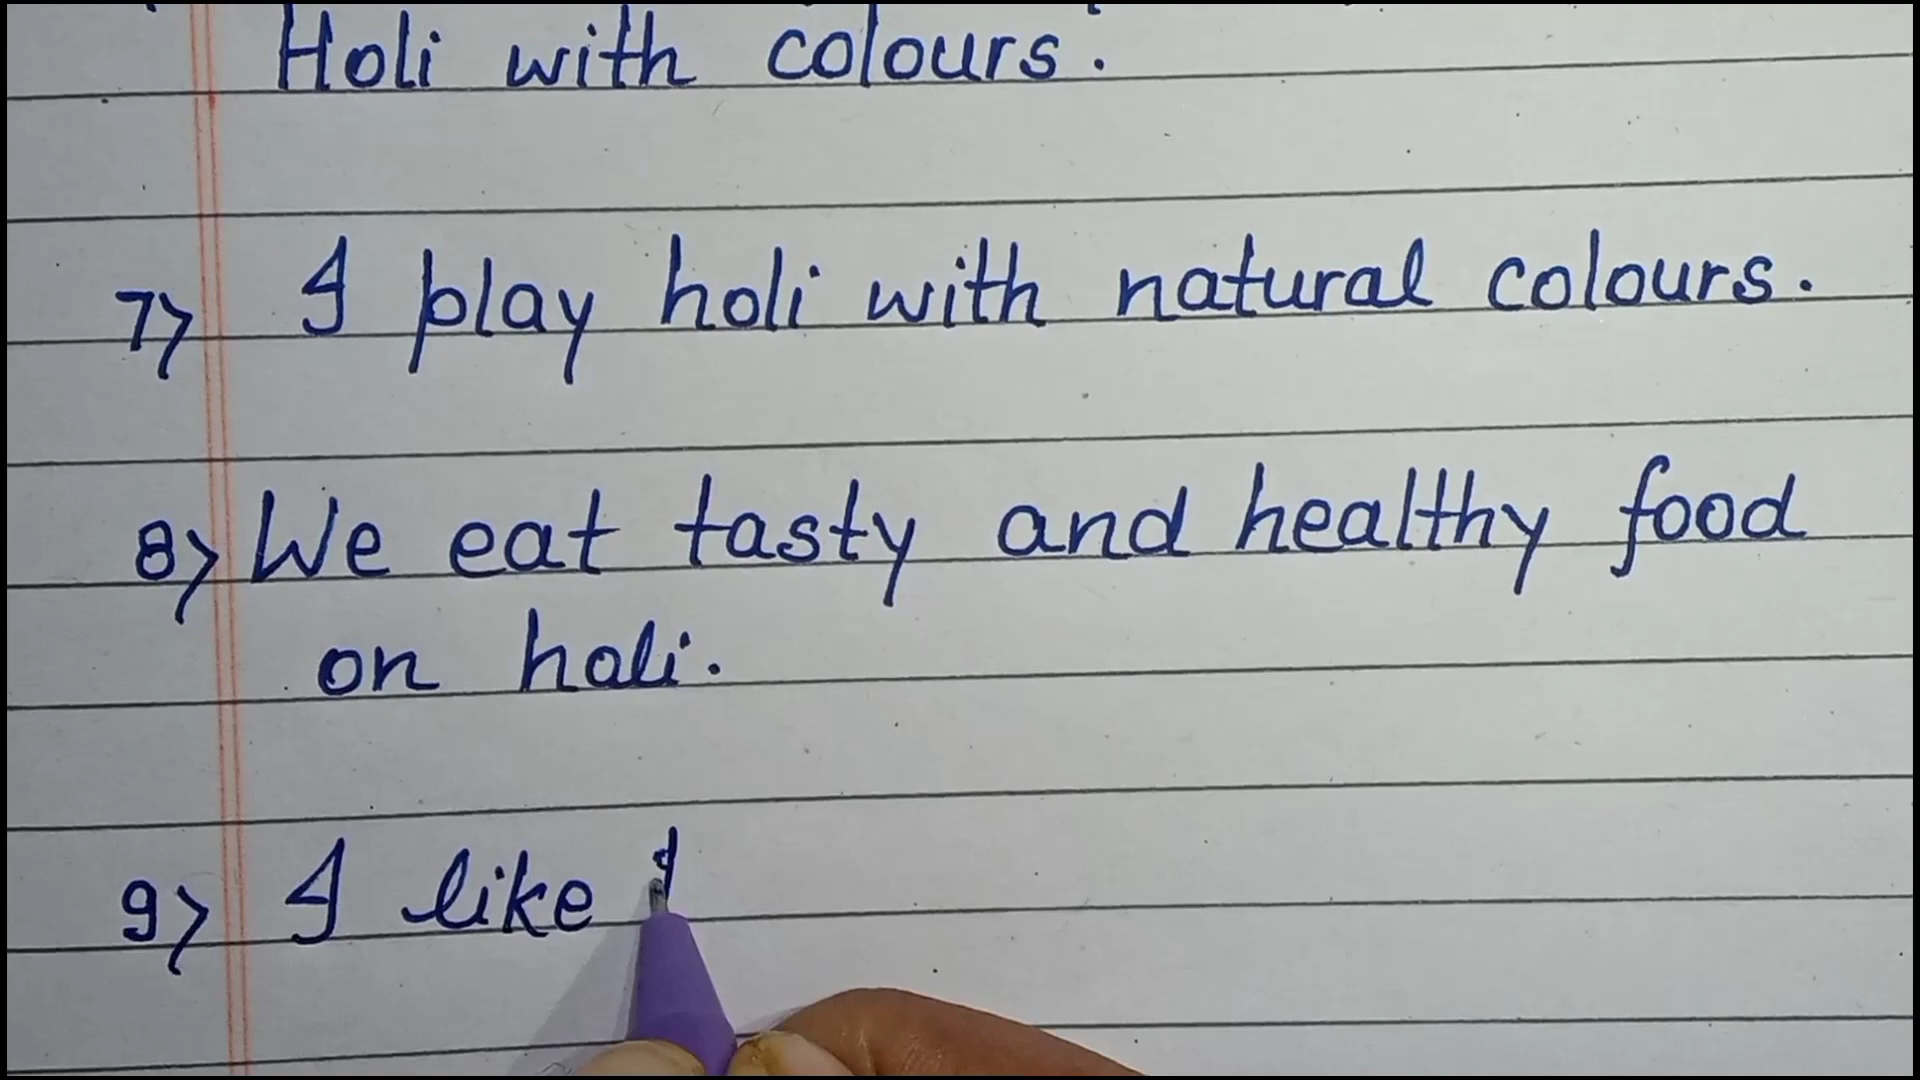 Holi with colours.
7) I play holi with natural colours.
8) We eat tasty and healthy food
on holi.
9) I like